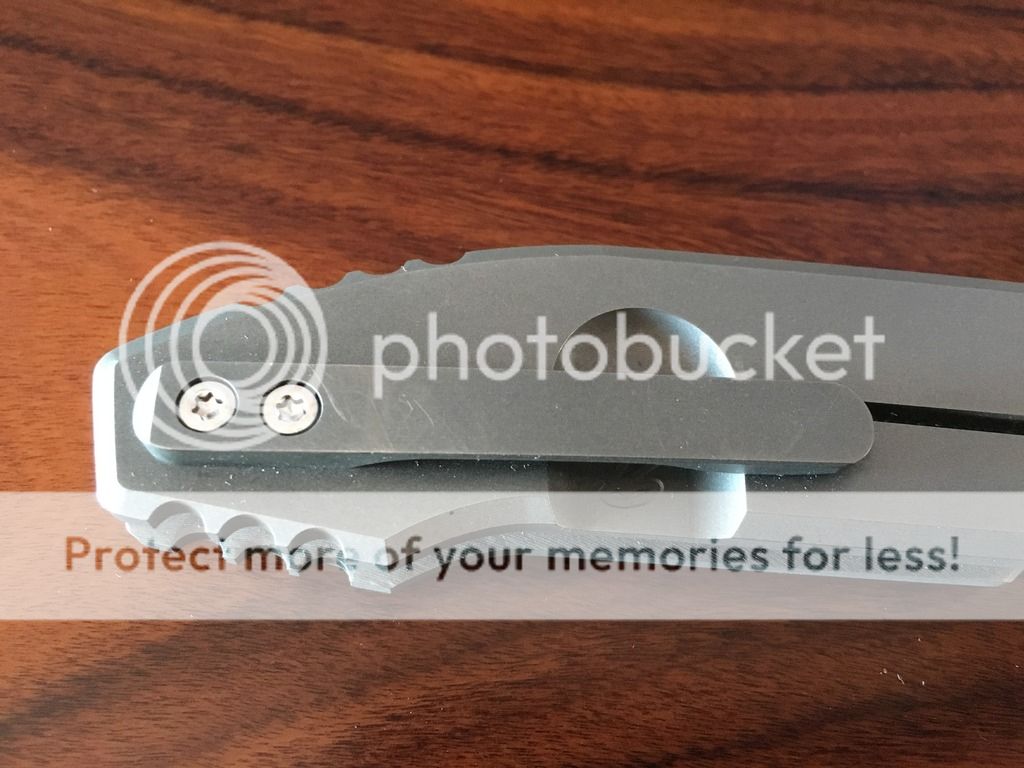 photobucket
Protect more of your memories for less!